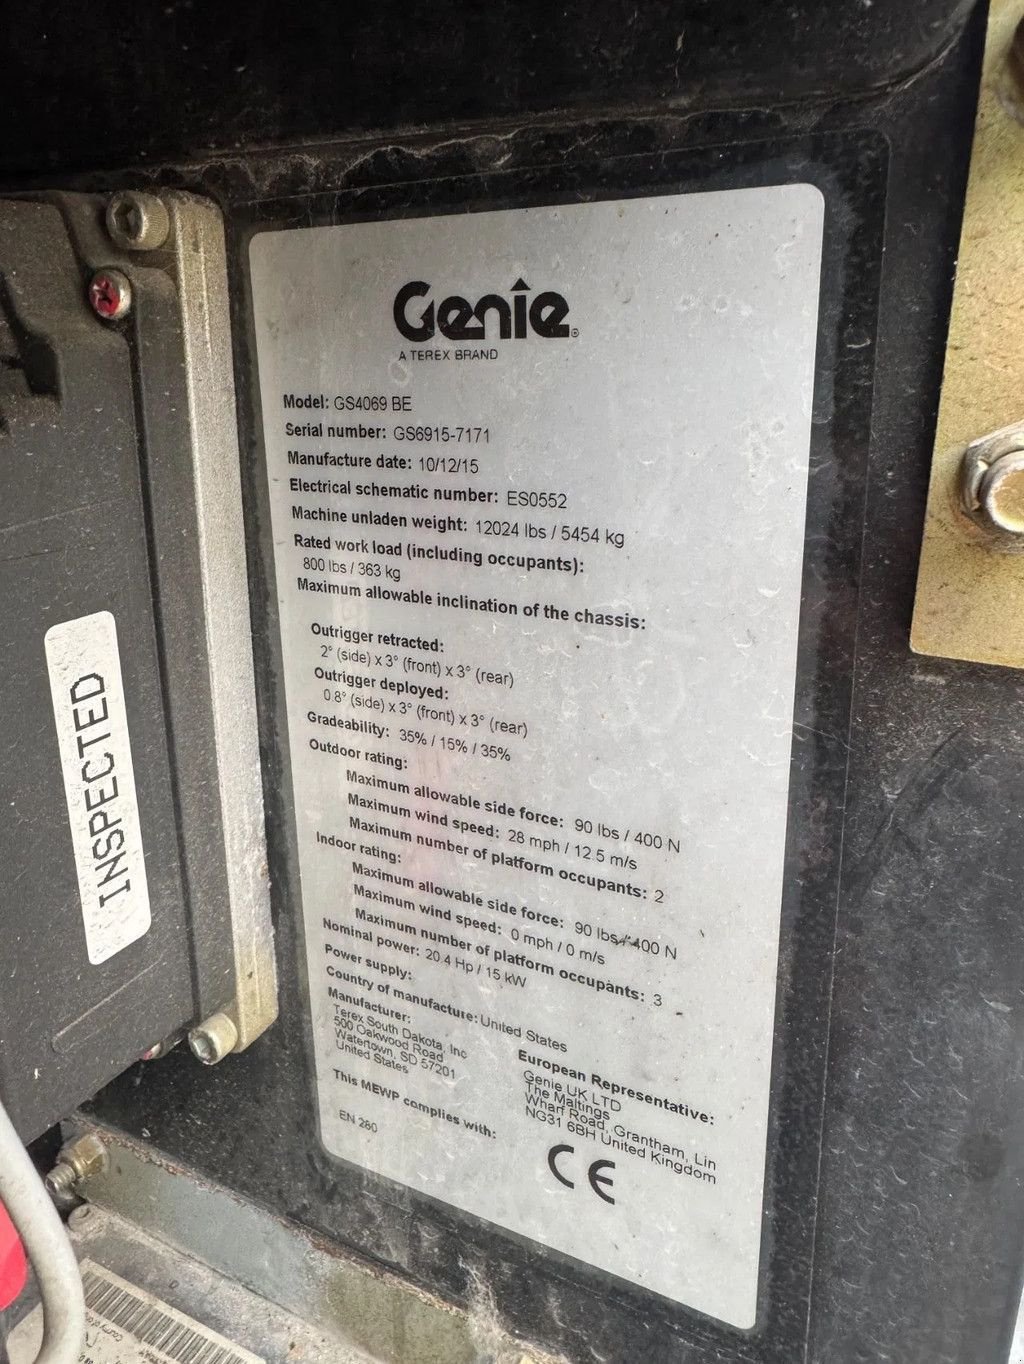 Genie
A TEREX BRAND
Model: GS4069 BE
Serial number: GS6915-7171
Manufacture date: 10/12/15
Electrical schematic number: ES0552
Machine unladen weight: 12024 lbs / 5454 kg
Rated work load (including occupants):
800 lbs / 363 kg
Maximum allowable inclination of the chassis:
Outrigger retracted:
2° (side) x 3° (front) x 3° (rear)
Outrigger deployed:
0.8° (side) x 3° (front) x 3° (rear)
Gradeability: 35% / 15% / 35%
Outdoor rating:
Maximum allowable side force: 90 lbs / 400 N
Maximum wind speed: 28 mph / 12.5 m/s
Maximum number of platform occupants: 2
Indoor rating:
Maximum allowable side force: 90 lbs / 400 N
Maximum wind speed: 0 mph / 0 m/s
Maximum number of platform occupants: 3
Nominal power: 20.4 Hp / 15 kW
Power supply:
Country of manufacture: United States
Manufacturer:
Terex South Dakota, Inc
500 Oakwood Road
Watertown, SD 57201
United States
European Representative:
Genie UK LTD
The Maltings
Wharf Road, Grantham, Lin
NG31 6BH United Kingdom
This MEWP complies with:
EN 280
CE
INSPECTED